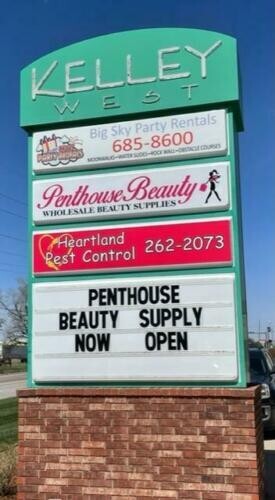 KELLEY
WEST
Big Sky Party Rentals
685-8600
MOONWALKS-WATER SLIDES-ROCK WALL-OBSTACLE COURSES
Penthouse Beauty
WHOLESALE BEAUTY SUPPLIES
Heartland
Pest Control 262-2073
PENTHOUSE
BEAUTY SUPPLY
NOW OPEN